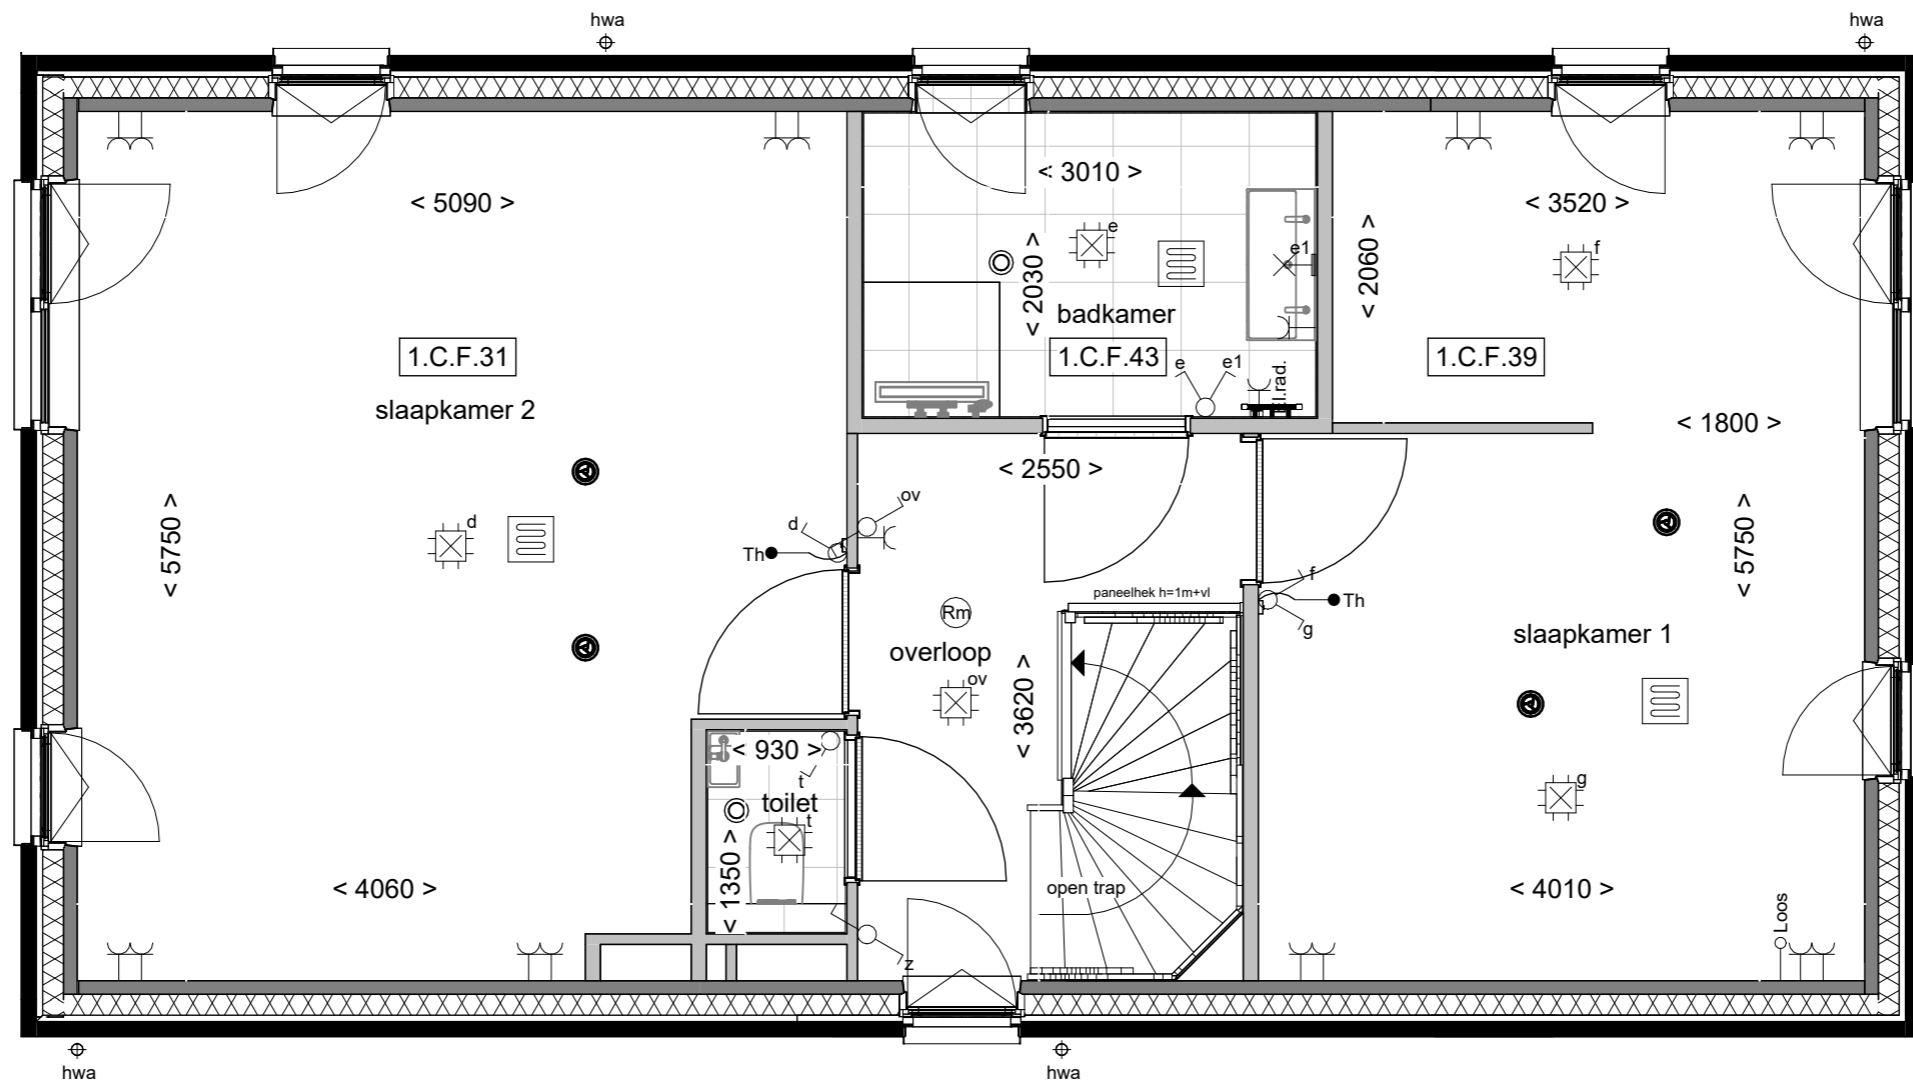 hwa
hwa
< 5090 >
< 3010 >
< 3520 >
e
e1
f
< 2030 >
< 2060 >
badkamer
1.C.F.31
1.C.F.43
1.C.F.39
slaapkamer 2
e
e1
l.rad.
< 1800 >
< 2550 >
ov
d
d
Th
< 5750 >
< 5750 >
f
Th
g
paneelhek h=1m+vl
Rm
overloop
ov
slaapkamer 1
< 3620 >
< 930 >
t
toilet
t
g
< 1350 >
< 4060 >
open trap
< 4010 >
Loos
z
hwa
hwa